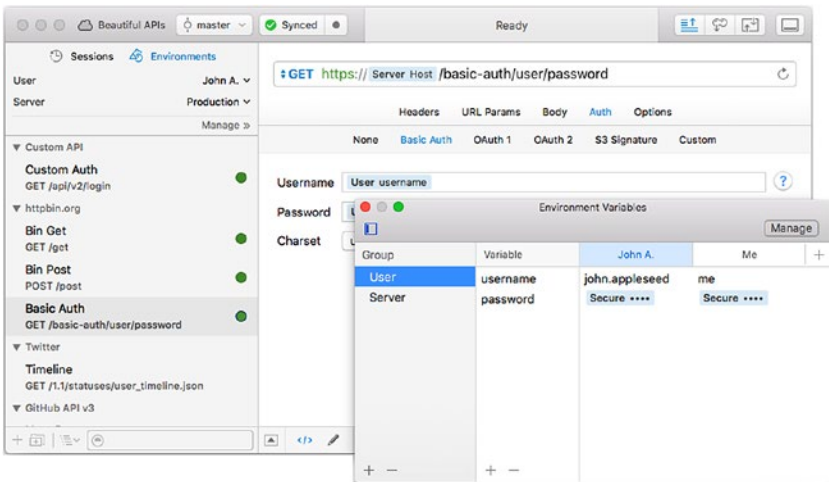 Beautiful APIs master Synced Ready
Sessions Environments
User John A.
Server Production
Manage »
Custom API
Custom Auth
GET /api/v2/login
httpbin.org
Bin Get
GET /get
Bin Post
POST /post
Basic Auth
GET /basic-auth/user/password
Twitter
Timeline
GET /1.1/statuses/user_timeline.json
GitHub API v3
GET https:// Server Host /basic-auth/user/password
Headers URL Params Body Auth Options
None Basic Auth OAuth 1 OAuth 2 S3 Signature Custom
Username User username ?
Password
Charset
Environment Variables
Manage
Group Variable John A. Me +
User username john.appleseed me
Server password Secure •••• Secure ••••